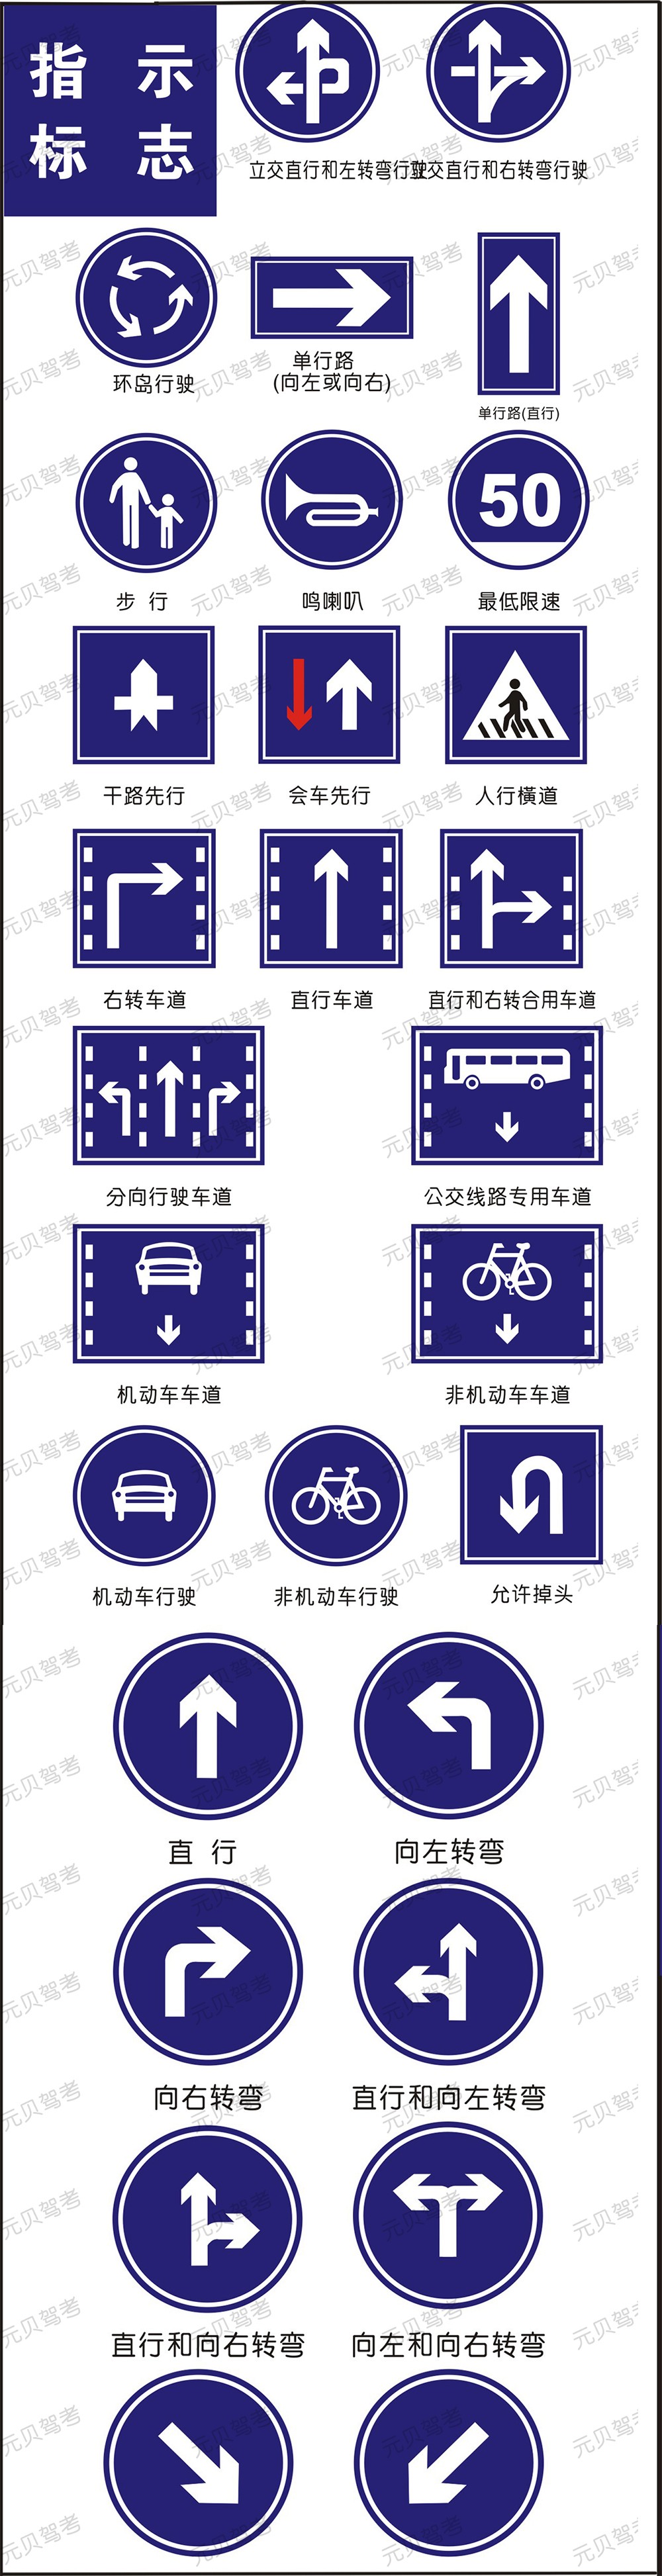 指 示
标 志
立交直行和左转弯行驶
立交直行和右转弯行驶
环岛行驶
单行路
(向左或向右)
单行路(直行)
50
步 行
鸣喇叭
最低限速
干路先行
会车先行
人行横道
右转车道
直行车道
直行和右转合用车道
分向行驶车道
公交线路专用车道
机动车车道
非机动车车道
机动车行驶
非机动车行驶
允许掉头
直 行
向左转弯
向右转弯
直行和向左转弯
直行和向右转弯
向左和向右转弯
元贝驾考